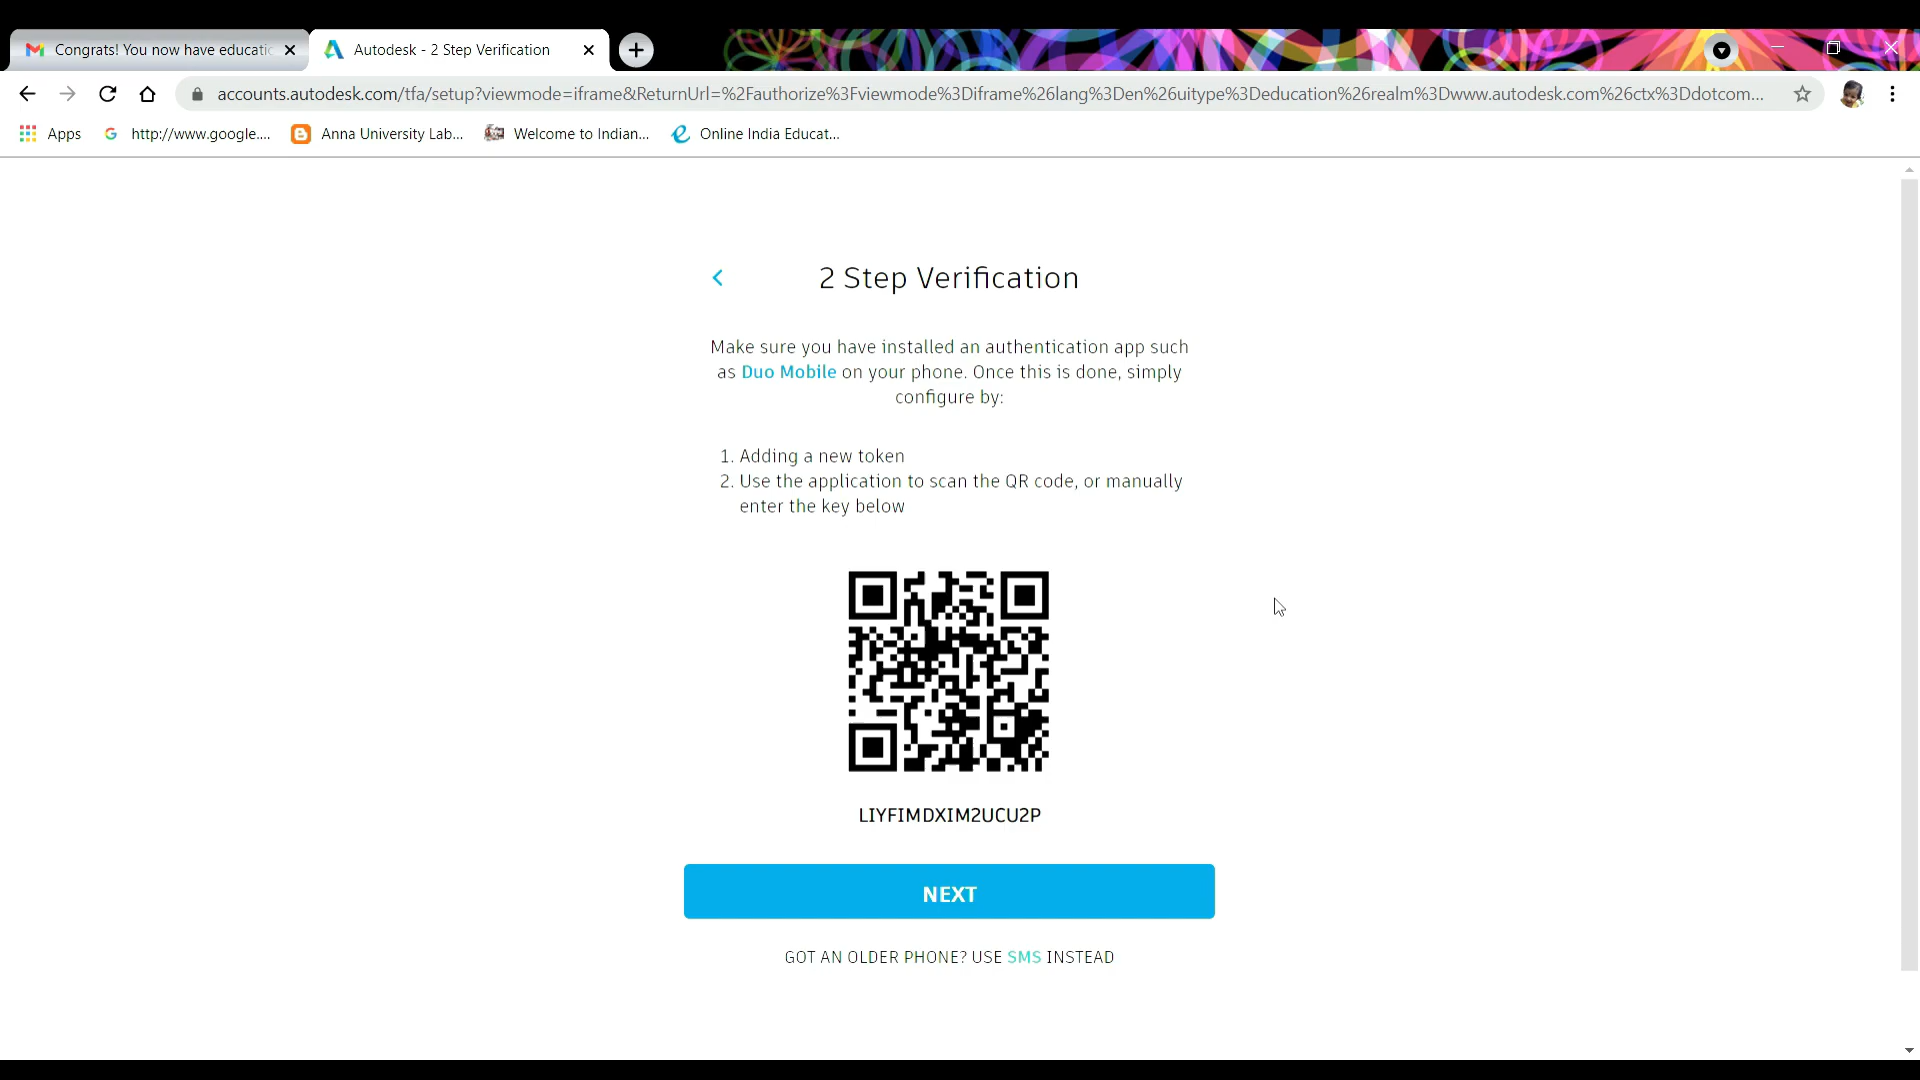 Congrats! You now have educatic
Autodesk - 2 Step Verification
accounts.autodesk.com/tfa/setup?viewmode=iframe&ReturnUrl=%2Fauthorize%3Fviewmode%3Diframe%26lang%3Den%26uitype%3Deducation%26realm%3Dwww.autodesk.com%26ctx%3Ddotcom...
Apps
http://www.google....
Anna University Lab...
Welcome to Indian...
Online India Educat...
2 Step Verification
Make sure you have installed an authentication app such
as Duo Mobile on your phone. Once this is done, simply
configure by:
1. Adding a new token
2. Use the application to scan the QR code, or manually
enter the key below
LIYFIMDXIM2UCU2P
NEXT
GOT AN OLDER PHONE? USE SMS INSTEAD